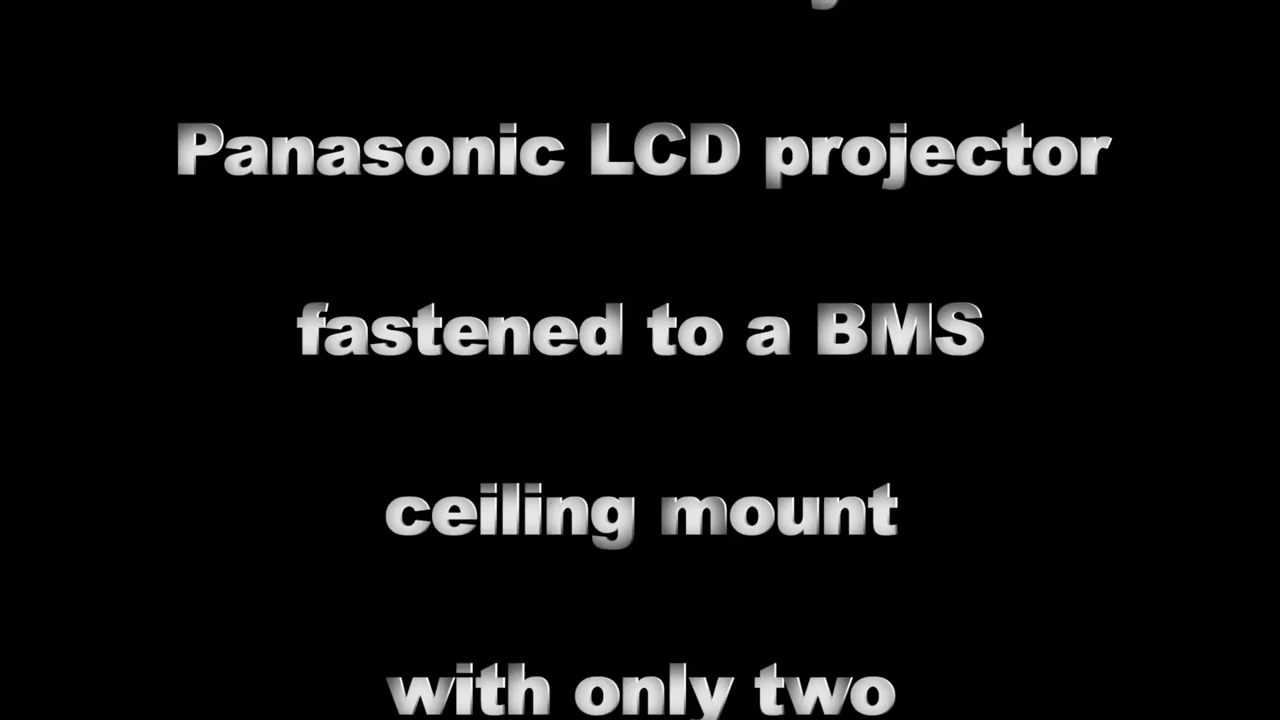 Panasonic LCD projector
fastened to a BMS
ceiling mount
with only two